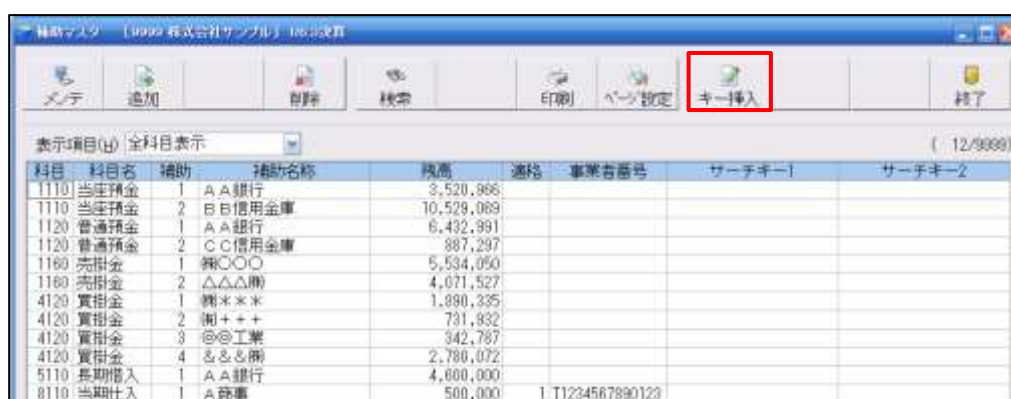 補助マスタ 【9999 株式会社サンプル】 R6.3決算
メンテ 追加 削除 検索 印刷 ページ設定 キー挿入 終了
表示項目(H) 全科目表示 ( 12/9999)
科目 科目名 補助 補助名称 残高 適格 事業者番号 サーチキー1 サーチキー2
1110 当座預金 1 AA銀行 3,520,966
1110 当座預金 2 BB信用金庫 10,529,089
1120 普通預金 1 AA銀行 6,432,991
1120 普通預金 2 CC信用金庫 887,297
1160 売掛金 1 ㈱○○○ 5,534,050
1160 売掛金 2 △△△㈱ 4,071,527
4120 買掛金 1 ㈱*** 1,890,335
4120 買掛金 2 ㈲+++ 731,932
4120 買掛金 3 @@工業 342,787
4120 買掛金 4 &&&㈱ 2,780,072
5110 長期借入 1 AA銀行 4,600,000
8110 当期仕入 1 A商事 500,000 1 T1234567890123